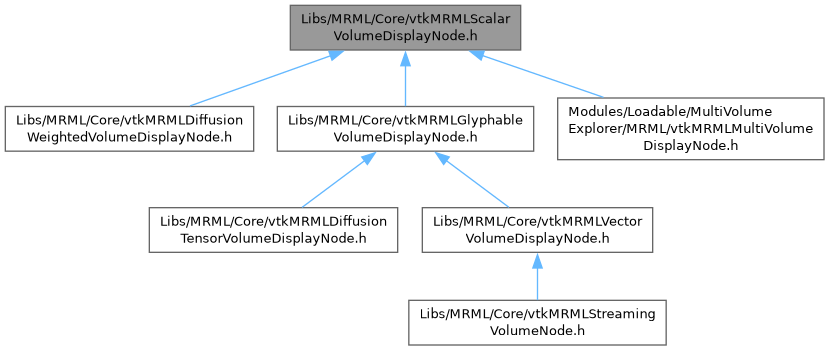 Libs/MRML/Core/vtkMRMLScalar
VolumeDisplayNode.h
Libs/MRML/Core/vtkMRMLDiffusion
WeightedVolumeDisplayNode.h
Libs/MRML/Core/vtkMRMLGlyphable
VolumeDisplayNode.h
Modules/Loadable/MultiVolume
Explorer/MRML/vtkMRMLMultiVolume
DisplayNode.h
Libs/MRML/Core/vtkMRMLDiffusion
TensorVolumeDisplayNode.h
Libs/MRML/Core/vtkMRMLVector
VolumeDisplayNode.h
Libs/MRML/Core/vtkMRMLStreaming
VolumeNode.h